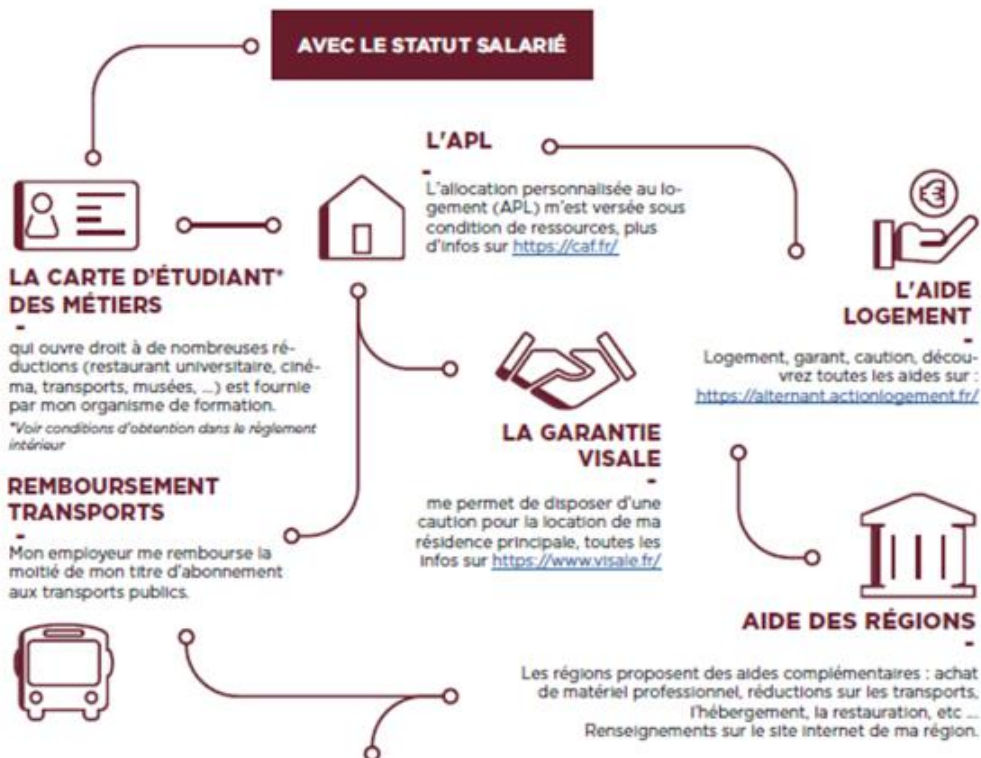 AVEC LE STATUT SALARIÉ
L'APL
-
L'allocation personnalisée au lo-
gement (APL) m'est versée sous
condition de ressources, plus
d'infos sur https://caf.fr/
LA CARTE D'ÉTUDIANT*
DES MÉTIERS
-
qui ouvre droit à de nombreuses ré-
ductions (restaurant universitaire, ciné-
ma, transports, musées, ...) est fournie
par mon organisme de formation.
*Voir conditions d'obtention dans le règlement
intérieur
L'AIDE
LOGEMENT
-
Logement, garant, caution, décou-
vrez toutes les aides sur :
https://alternant.actionlogement.fr/
LA GARANTIE
VISALE
-
me permet de disposer d'une
caution pour la location de ma
résidence principale, toutes les
infos sur https://www.visale.fr/
REMBOURSEMENT
TRANSPORTS
-
Mon employeur me rembourse la
moitié de mon titre d'abonnement
aux transports publics.
AIDE DES RÉGIONS
-
Les régions proposent des aides complémentaires : achat
de matériel professionnel, réductions sur les transports,
l'hébergement, la restauration, etc ...
Renseignements sur le site internet de ma région.